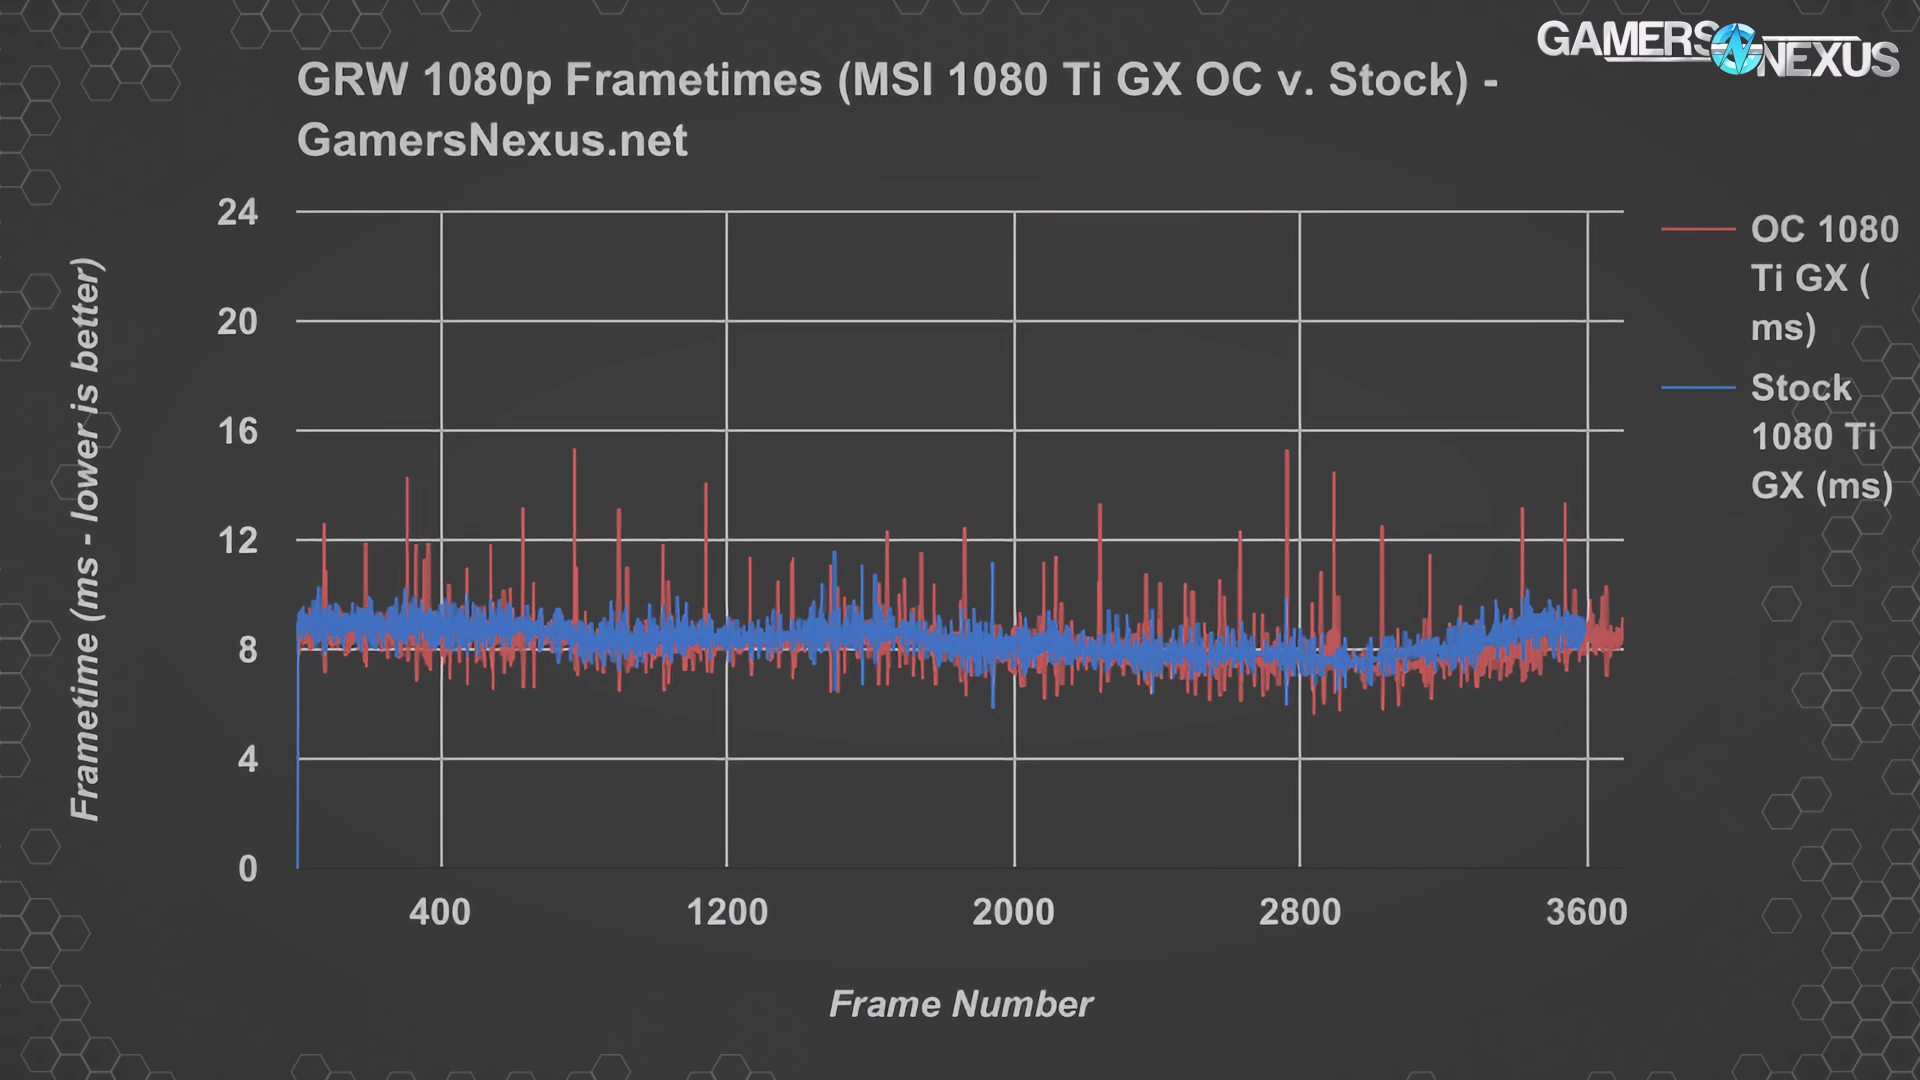 GAMERS NEXUS
GRW 1080p Frametimes (MSI 1080 Ti GX OC v. Stock) -
GamersNexus.net
24
20
16
12
8
4
0
Frametime (ms - lower is better)
400 1200 2000 2800 3600
Frame Number
OC 1080
Ti GX (
ms)
Stock
1080 Ti
GX (ms)